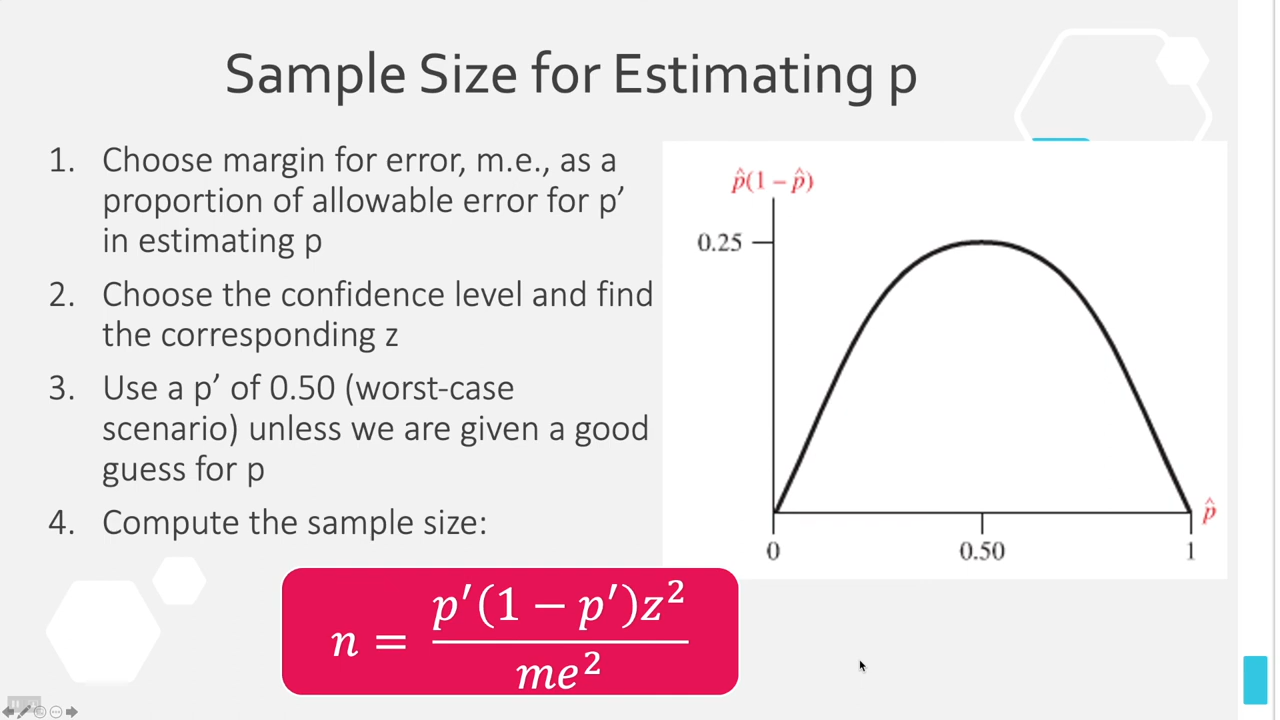 Sample Size for Estimating p
1. Choose margin for error, m.e., as a
proportion of allowable error for p’
in estimating p
2. Choose the confidence level and find
the corresponding z
3. Use a p’ of 0.50 (worst-case
scenario) unless we are given a good
guess for p
4. Compute the sample size:
n = p′(1 − p′)z² / me²
p̂(1 – p̂)
0.25
p̂
0 0.50 1